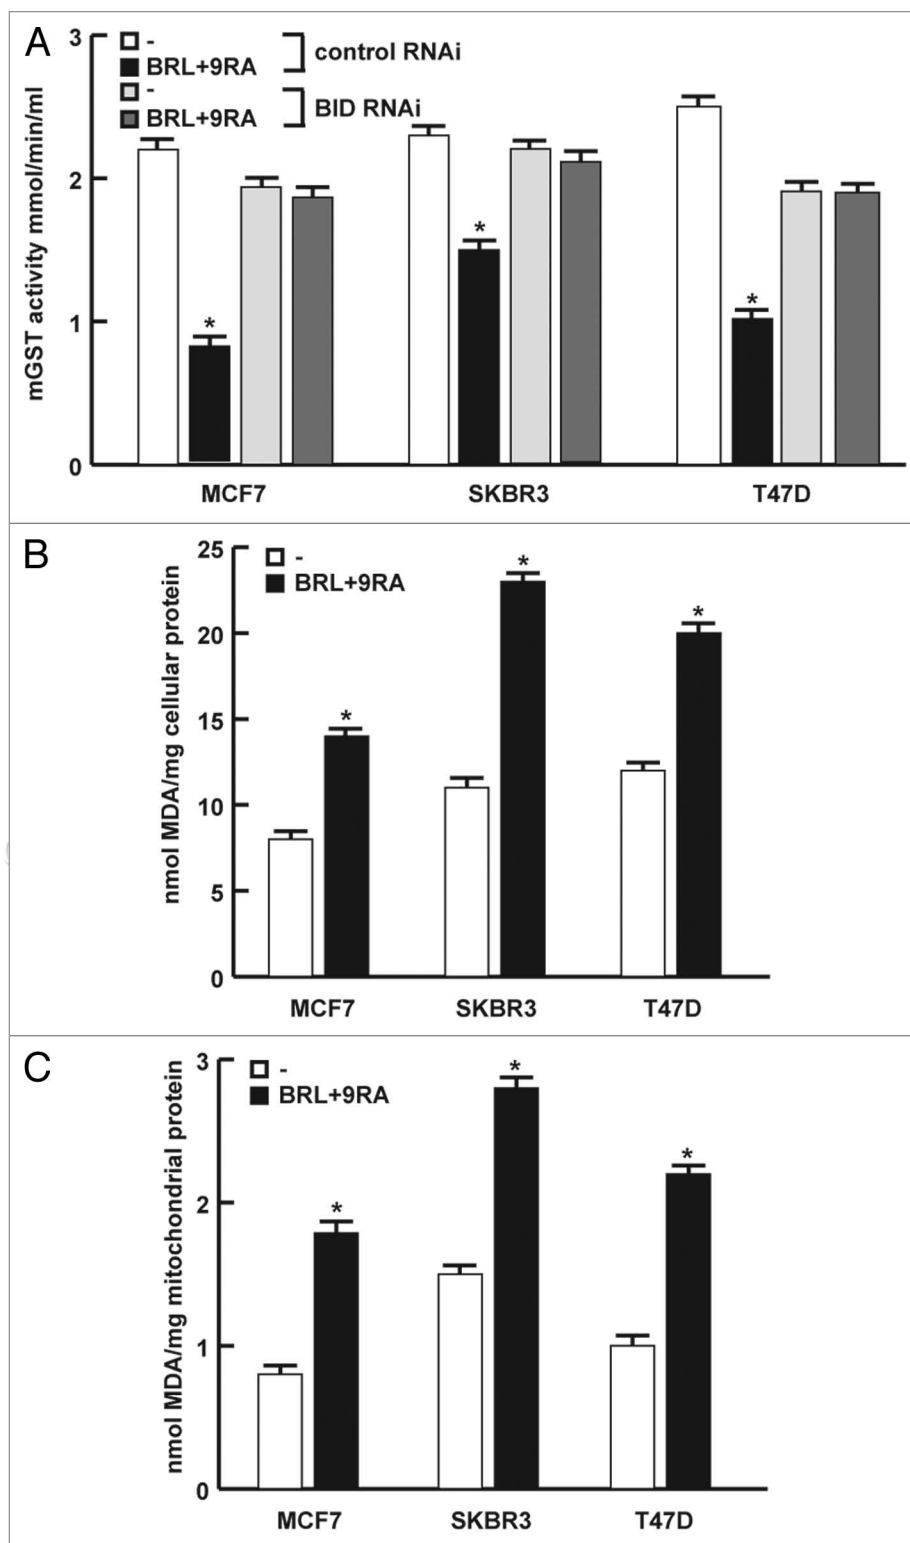 A
3
2
1
0
mGST activity mmol/min/ml
-
BRL+9RA
control RNAi
-
BRL+9RA
BID RNAi
*
*
*
MCF7
SKBR3
T47D
B
25
20
15
10
5
0
nmol MDA/mg cellular protein
-
BRL+9RA
*
*
*
MCF7
SKBR3
T47D
C
3
2
1
0
nmol MDA/mg mitochondrial protein
-
BRL+9RA
*
*
*
MCF7
SKBR3
T47D